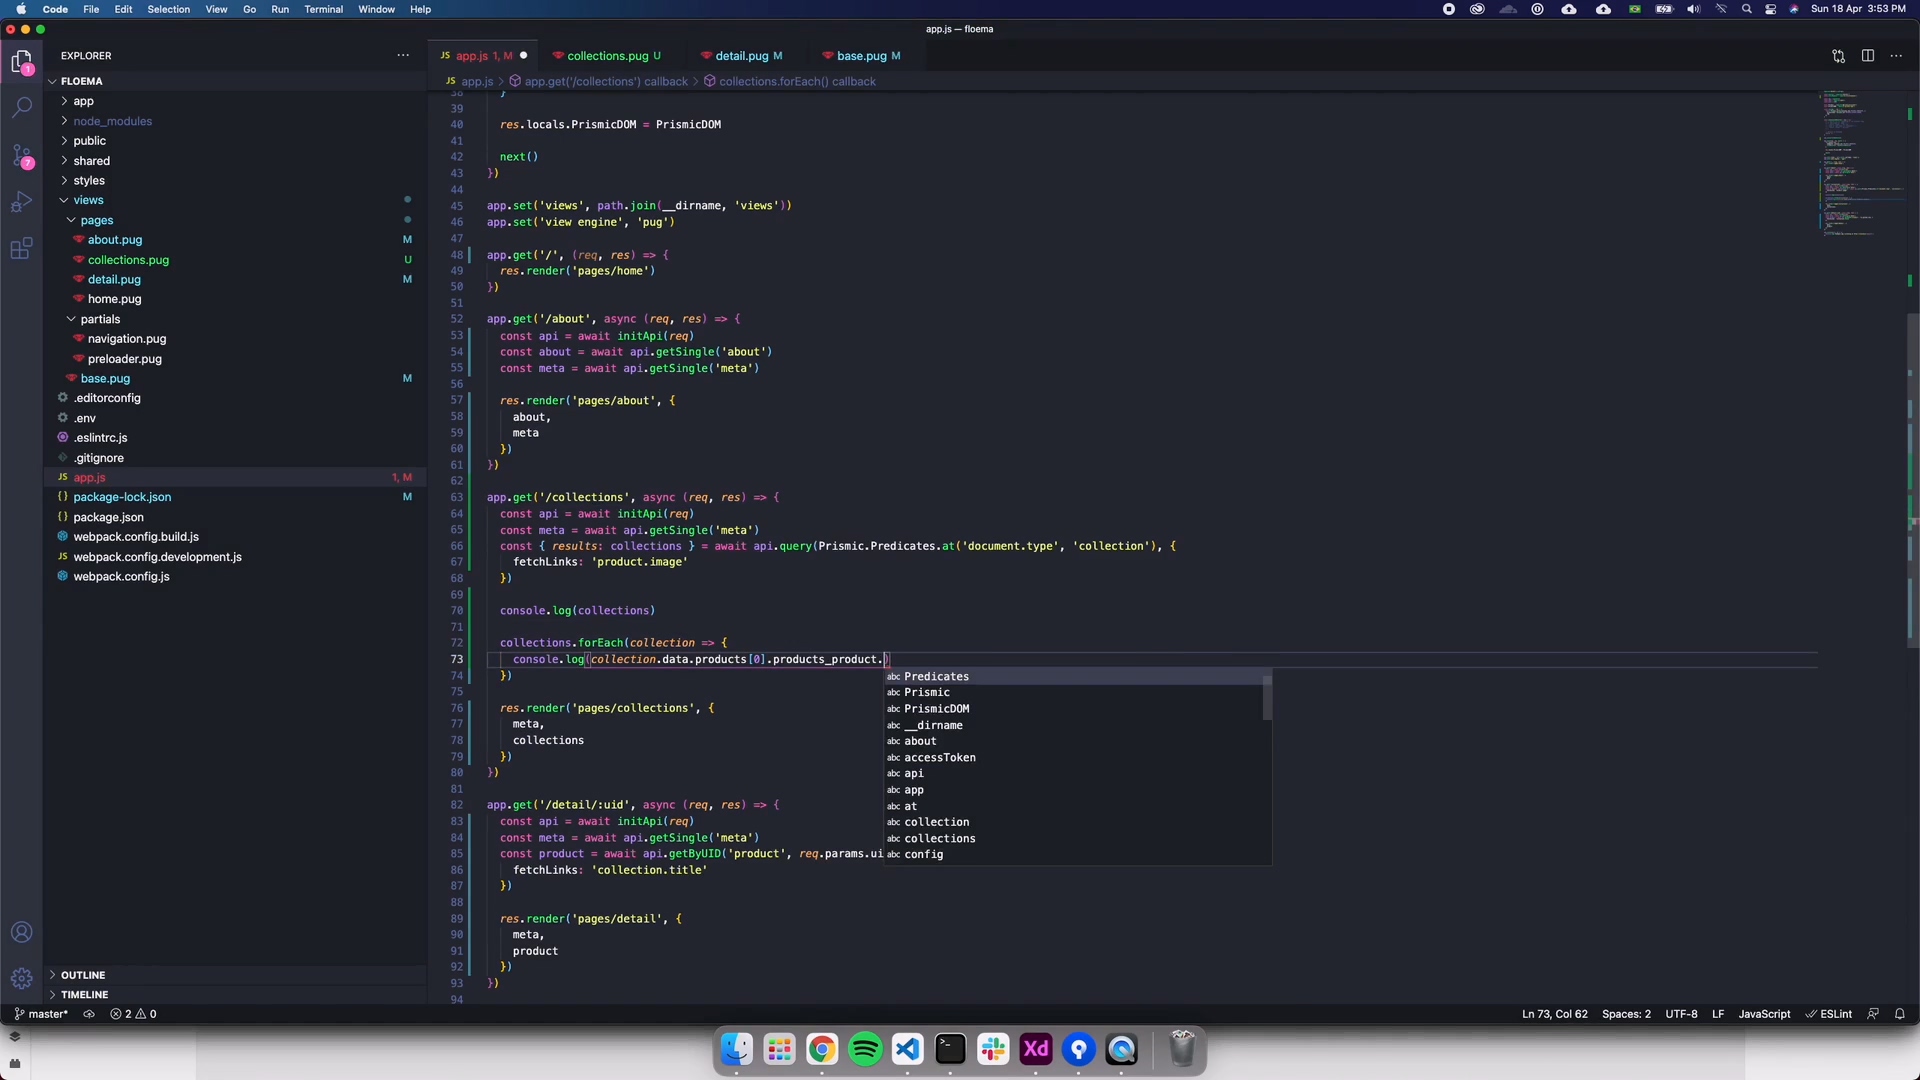 Code File Edit Selection View Go Run Terminal Window Help Sun 18 Apr 3:53 PM
app.js — floema
EXPLORER
FLOEMA
app
node_modules
public
shared
styles
views
pages
about.pug M
collections.pug U
detail.pug M
home.pug
partials
navigation.pug
preloader.pug
base.pug M
.editorconfig
.env
.eslintrc.js
.gitignore
JS app.js 1, M
{} package-lock.json M
{} package.json
webpack.config.build.js
JS webpack.config.development.js
webpack.config.js
OUTLINE
TIMELINE
1
7
JS app.js 1, M collections.pug U detail.pug M base.pug M
JS app.js > app.get('/collections') callback > collections.forEach() callback
38 }
39
40 res.locals.PrismicDOM = PrismicDOM
41
42 next()
43 })
44
45 app.set('views', path.join(__dirname, 'views'))
46 app.set('view engine', 'pug')
47
48 app.get('/', (req, res) => {
49 res.render('pages/home')
50 })
51
52 app.get('/about', async (req, res) => {
53 const api = await initApi(req)
54 const about = await api.getSingle('about')
55 const meta = await api.getSingle('meta')
56
57 res.render('pages/about', {
58 about,
59 meta
60 })
61 })
62
63 app.get('/collections', async (req, res) => {
64 const api = await initApi(req)
65 const meta = await api.getSingle('meta')
66 const { results: collections } = await api.query(Prismic.Predicates.at('document.type', 'collection'), {
67 fetchLinks: 'product.image'
68 })
69
70 console.log(collections)
71
72 collections.forEach(collection => {
73 console.log(collection.data.products[0].products_product.)
74 })
75
76 res.render('pages/collections', {
77 meta,
78 collections
79 })
80 })
81
82 app.get('/detail/:uid', async (req, res) => {
83 const api = await initApi(req)
84 const meta = await api.getSingle('meta')
85 const product = await api.getByUID('product', req.params.ui
86 fetchLinks: 'collection.title'
87 })
88
89 res.render('pages/detail', {
90 meta,
91 product
92 })
93 })
94
abc Predicates
abc Prismic
abc PrismicDOM
abc __dirname
abc about
abc accessToken
abc api
abc app
abc at
abc collection
abc collections
abc config
master* 2 0 Ln 73, Col 62 Spaces: 2 UTF-8 LF JavaScript ESLint
Xd